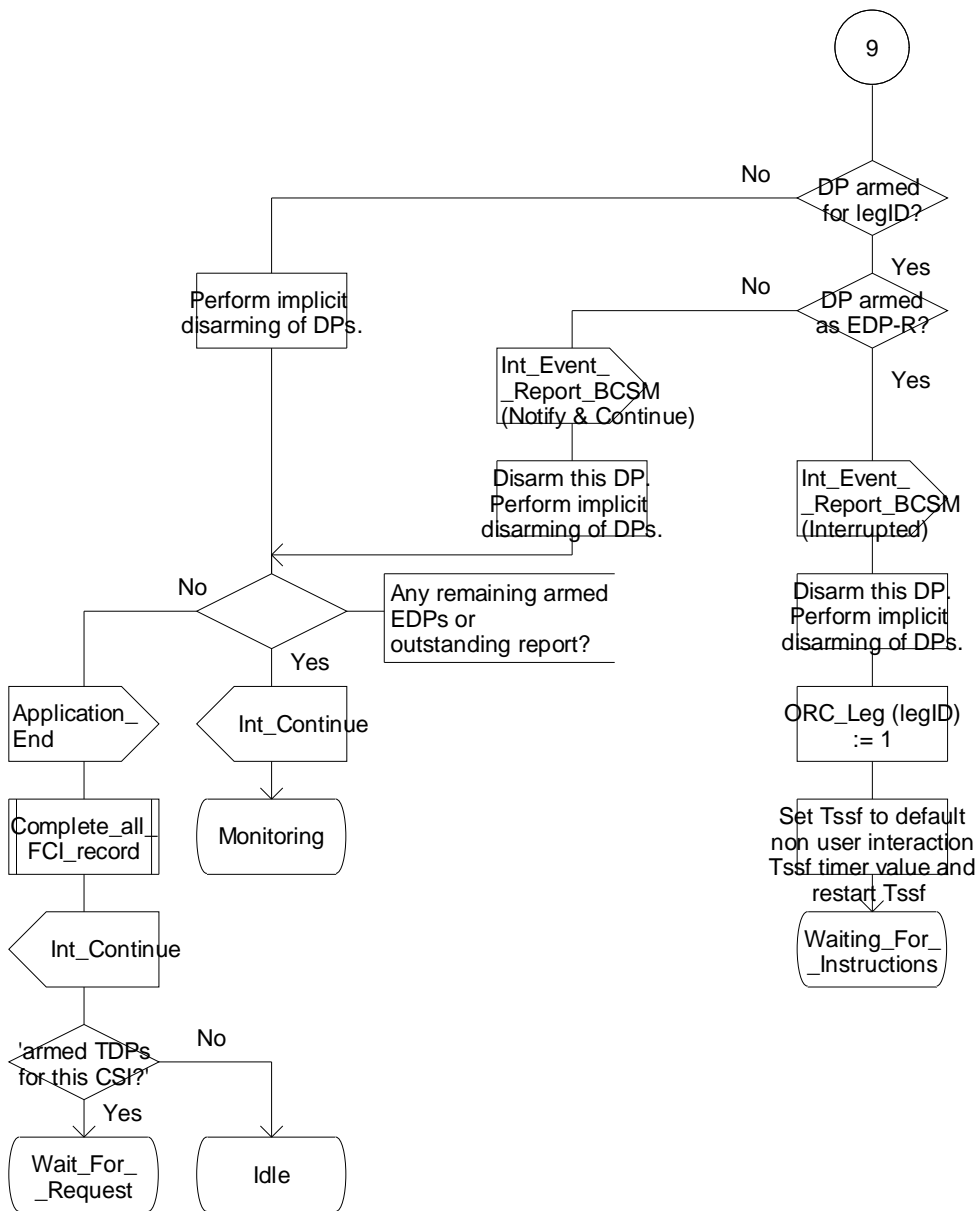 9
No
DP armed
for legID?
Yes
Perform implicit
disarming of DPs.
No
DP armed
as EDP-R?
Int_Event_
_Report_BCSM
(Notify & Continue)
Yes
Disarm this DP.
Perform implicit
disarming of DPs.
Int_Event_
_Report_BCSM
(Interrupted)
No
Any remaining armed
EDPs or
outstanding report?
Yes
Disarm this DP.
Perform implicit
disarming of DPs.
Application_
End
Int_Continue
ORC_Leg (legID)
:= 1
Complete_all_
FCI_record
Monitoring
Set Tssf to default
non user interaction
Tssf timer value and
restart Tssf
Int_Continue
Waiting_For_
_Instructions
'armed TDPs
for this CSI?'
No
Yes
Wait_For_
_Request
Idle